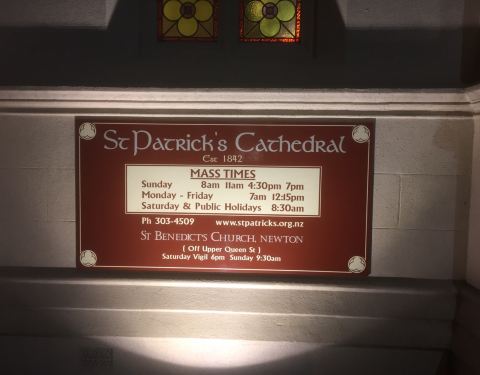 St Patrick's Cathedral
Est 1842
MASS TIMES
Sunday 8am 11am 4:30pm 7pm
Monday - Friday 7am 12:15pm
Saturday & Public Holidays 8:30am
Ph 303-4509 www.stpatricks.org.nz
St Benedict's Church, Newton
( Off Upper Queen St )
Saturday Vigil 6pm Sunday 9:30am